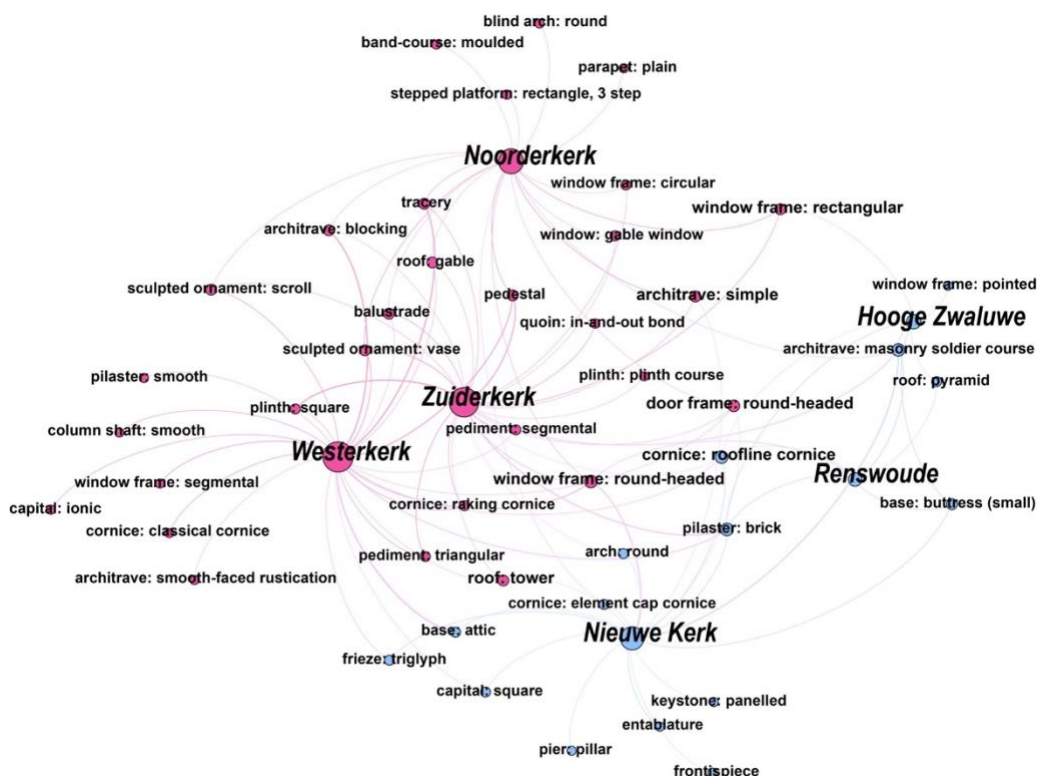 blind arch: round
band-course: moulded
parapet: plain
stepped platform: rectangle, 3 step
Noorderkerk
window frame: circular
tracery
window frame: rectangular
architrave: blocking
window: gable window
roof: gable
window frame: pointed
sculpted ornament: scroll
pedestal
architrave: simple
balustrade
Hooge Zwaluwe
quoin: in-and-out bond
sculpted ornament: vase
architrave: masonry soldier course
pilaster: smooth
plinth: plinth course
roof: pyramid
plinth: square
Zuiderkerk
door frame: round-headed
column shaft: smooth
pediment: segmental
Westerkerk
cornice: roofline cornice
window frame: segmental
window frame: round-headed
Renswoude
capital: ionic
cornice: raking cornice
base: buttress (small)
cornice: classical cornice
pilaster: brick
pediment: triangular
arch: round
architrave: smooth-faced rustication
roof: tower
cornice: element cap cornice
base: attic
Nieuwe Kerk
frieze: triglyph
capital: square
keystone: panelled
entablature
pier: pillar
frontispiece